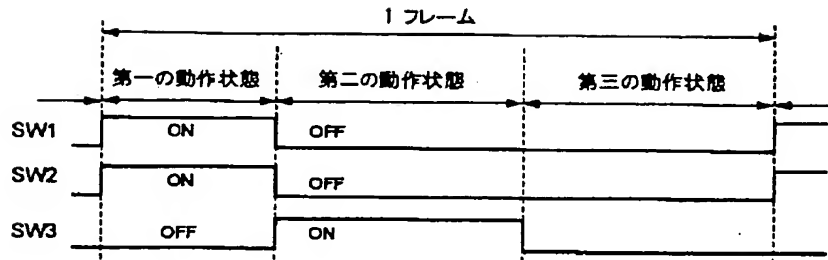 1 フレーム
第一の動作状態 第二の動作状態 第三の動作状態
SW1 ON OFF
SW2 ON OFF
SW3 OFF ON